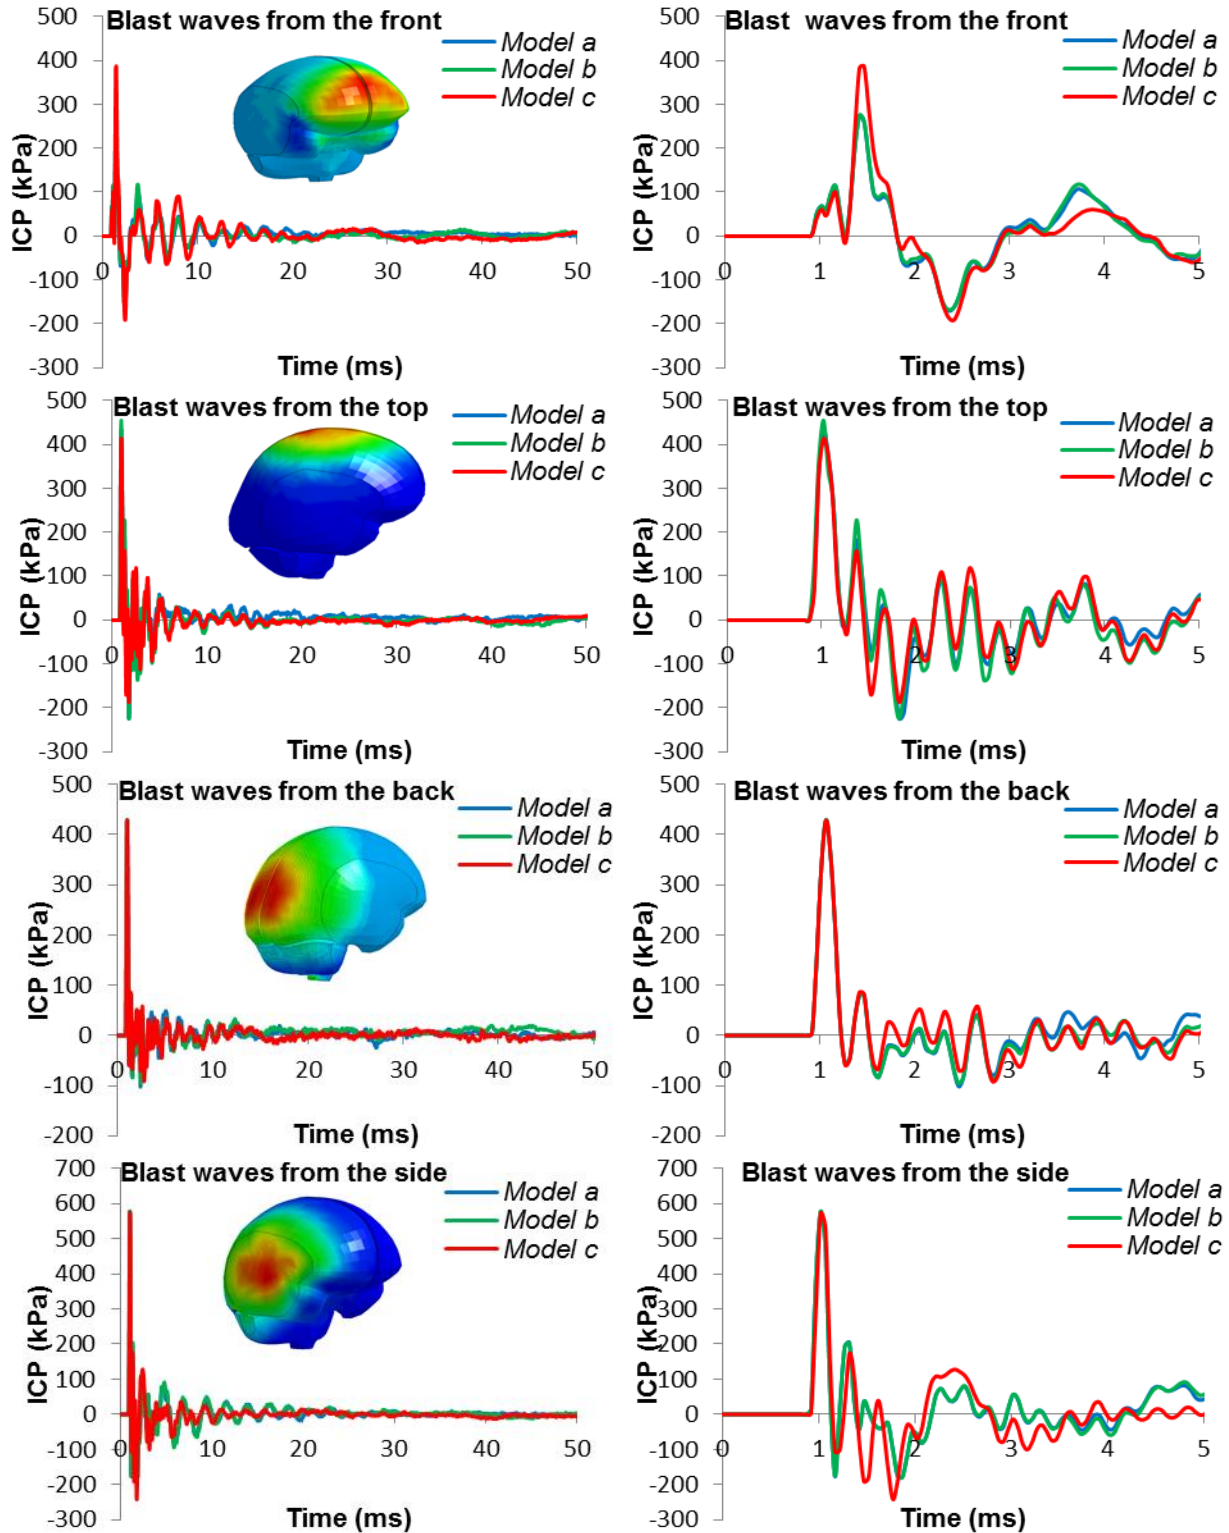 Blast waves from the front
Model a
Model b
Model c
500
400
300
200
100
0
-100
-200
-300
0
10
20
30
40
50
ICP (kPa)
Time (ms)
Blast waves from the front
Model a
Model b
Model c
500
400
300
200
100
0
-100
-200
-300
0
1
2
3
4
5
ICP (kPa)
Time (ms)
Blast waves from the top
Model a
Model b
Model c
500
400
300
200
100
0
-100
-200
-300
0
10
20
30
40
50
ICP (kPa)
Time (ms)
Blast waves from the top
Model a
Model b
Model c
500
400
300
200
100
0
-100
-200
-300
0
1
2
3
4
5
ICP (kPa)
Time (ms)
Blast waves from the back
Model a
Model b
Model c
500
400
300
200
100
0
-100
-200
0
10
20
30
40
50
ICP (kPa)
Time (ms)
Blast waves from the back
Model a
Model b
Model c
500
400
300
200
100
0
-100
-200
0
1
2
3
4
5
ICP (kPa)
Time (ms)
Blast waves from the side
Model a
Model b
Model c
700
600
500
400
300
200
100
0
-100
-200
-300
0
10
20
30
40
50
ICP (kPa)
Time (ms)
Blast waves from the side
Model a
Model b
Model c
700
600
500
400
300
200
100
0
-100
-200
-300
0
1
2
3
4
5
ICP (kPa)
Time (ms)